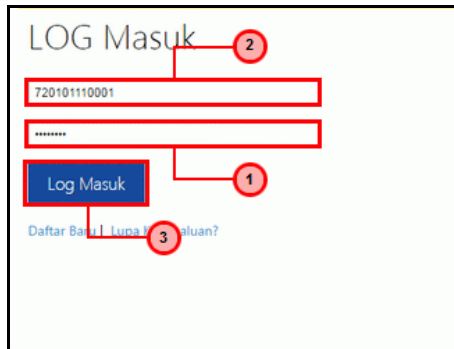 LOG Masuk
2
720101110001
••••••••
1
Log Masuk
Daftar Baru | Lupa
3